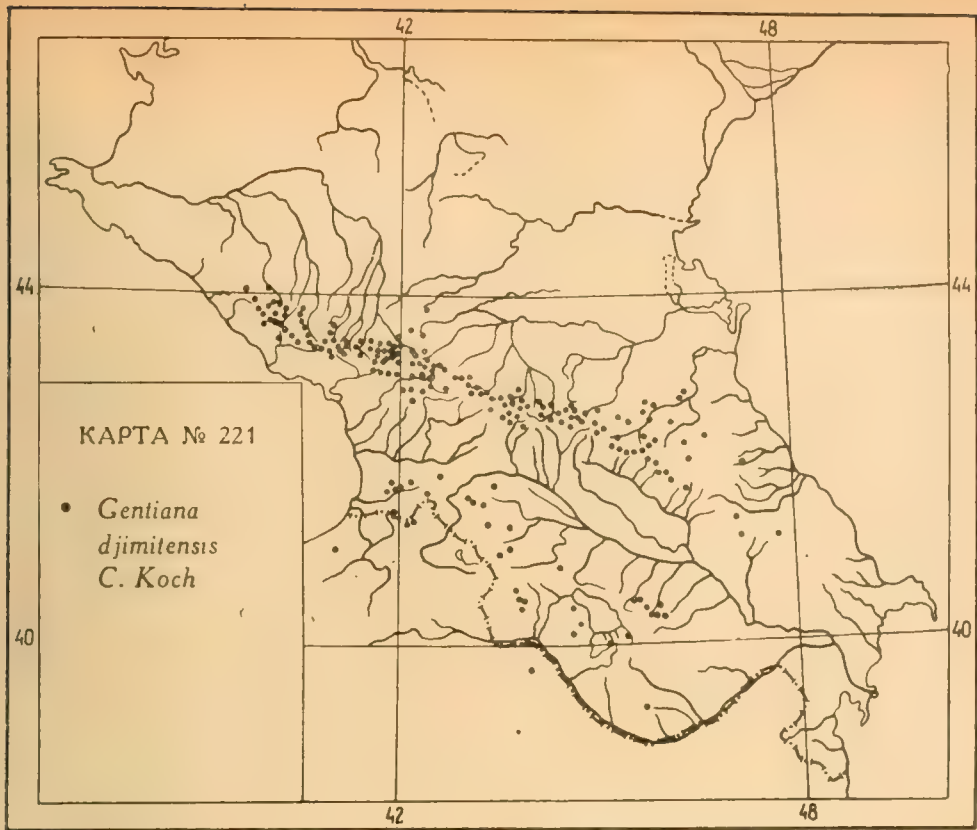 42 48
44 44
КАРТА № 221
Gentiana
djimitensis
C. Koch
40 40
42 48